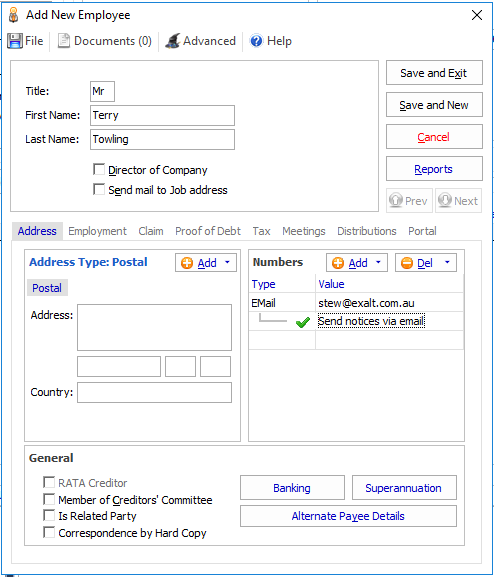 Add New Employee
File Documents (0) Advanced Help
Title: Mr
First Name: Terry
Last Name: Towling
Director of Company
Send mail to Job address
Save and Exit
Save and New
Cancel
Reports
Prev Next
Address Employment Claim Proof of Debt Tax Meetings Distributions Portal
Address Type: Postal Add
Postal
Address:
Country:
Numbers Add Del
Type Value
EMail stew@exalt.com.au
Send notices via email
General
RATA Creditor
Member of Creditors' Committee
Is Related Party
Correspondence by Hard Copy
Banking Superannuation
Alternate Payee Details